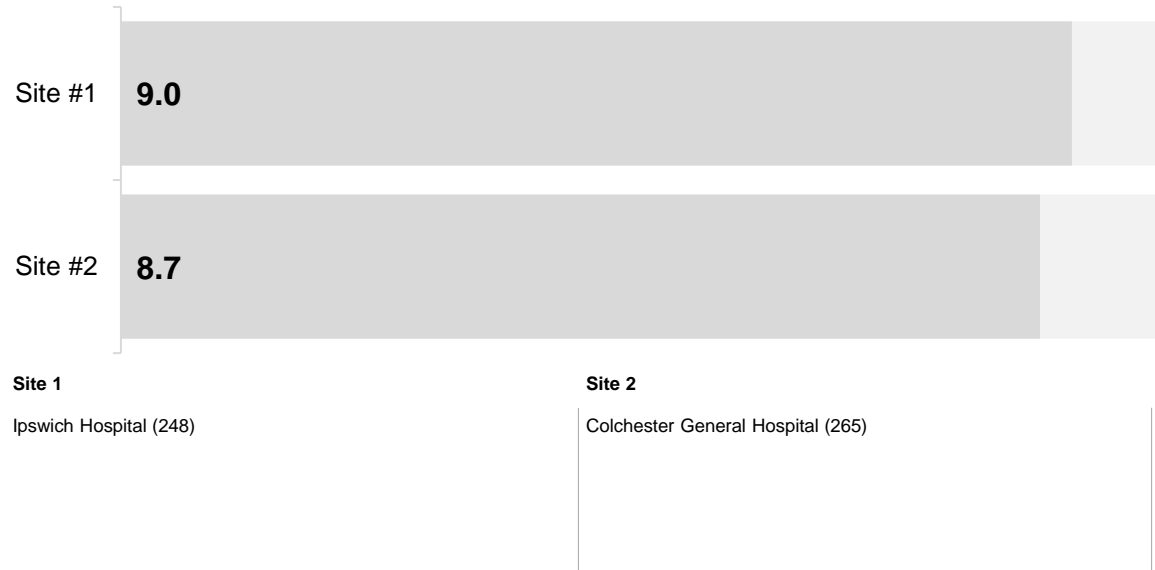 Site #1 9.0
Site #2 8.7
Site 1 Site 2
Ipswich Hospital (248) Colchester General Hospital (265)